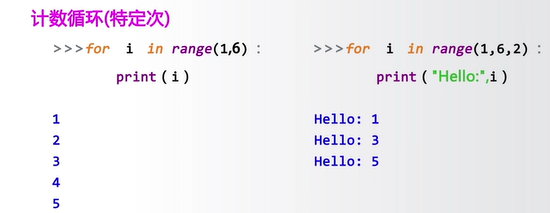 计数循环(特定次)
>>>for i in range(1,6) :
print ( i )
1
2
3
4
5
>>>for i in range(1,6,2) :
print ( "Hello:",i )
Hello: 1
Hello: 3
Hello: 5